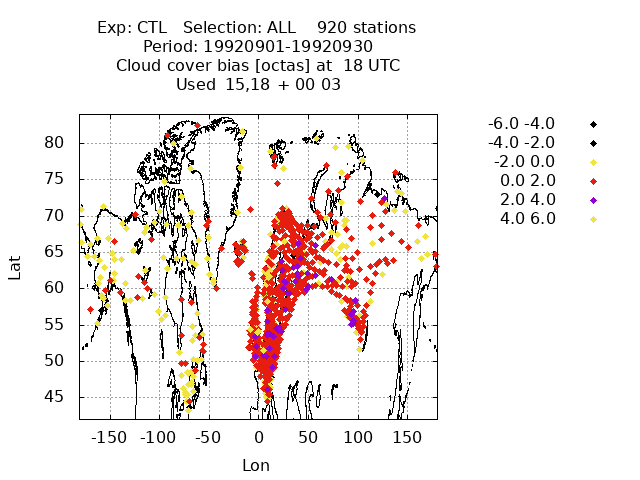 Exp: CTL Selection: ALL 920 stations
Period: 19920901-19920930
Cloud cover bias [octas] at 18 UTC
Used 15,18 + 00 03
-6.0 -4.0
-4.0 -2.0
-2.0 0.0
0.0 2.0
2.0 4.0
4.0 6.0
80
75
70
65
60
55
50
45
Lat
-150 -100 -50 0 50 100 150
Lon